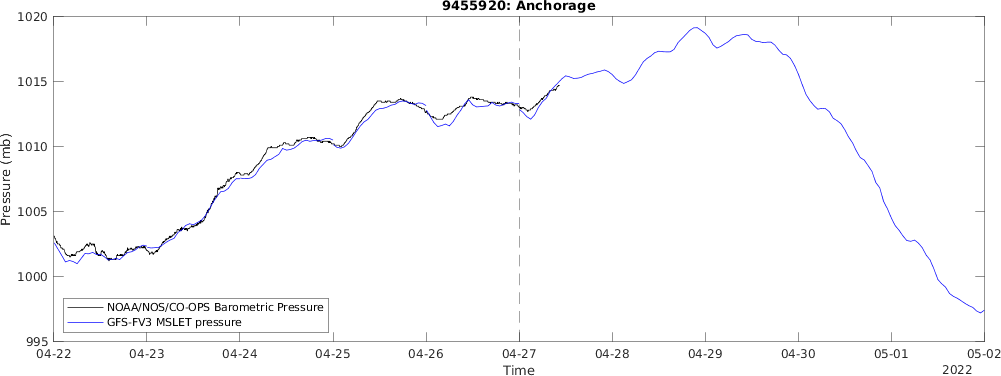 9455920: Anchorage
Pressure (mb)
1020
1015
1010
1005
1000
995
NOAA/NOS/CO-OPS Barometric Pressure
GFS-FV3 MSLET pressure
04-22 04-23 04-24 04-25 04-26 04-27 04-28 04-29 04-30 05-01 05-02
Time
2022